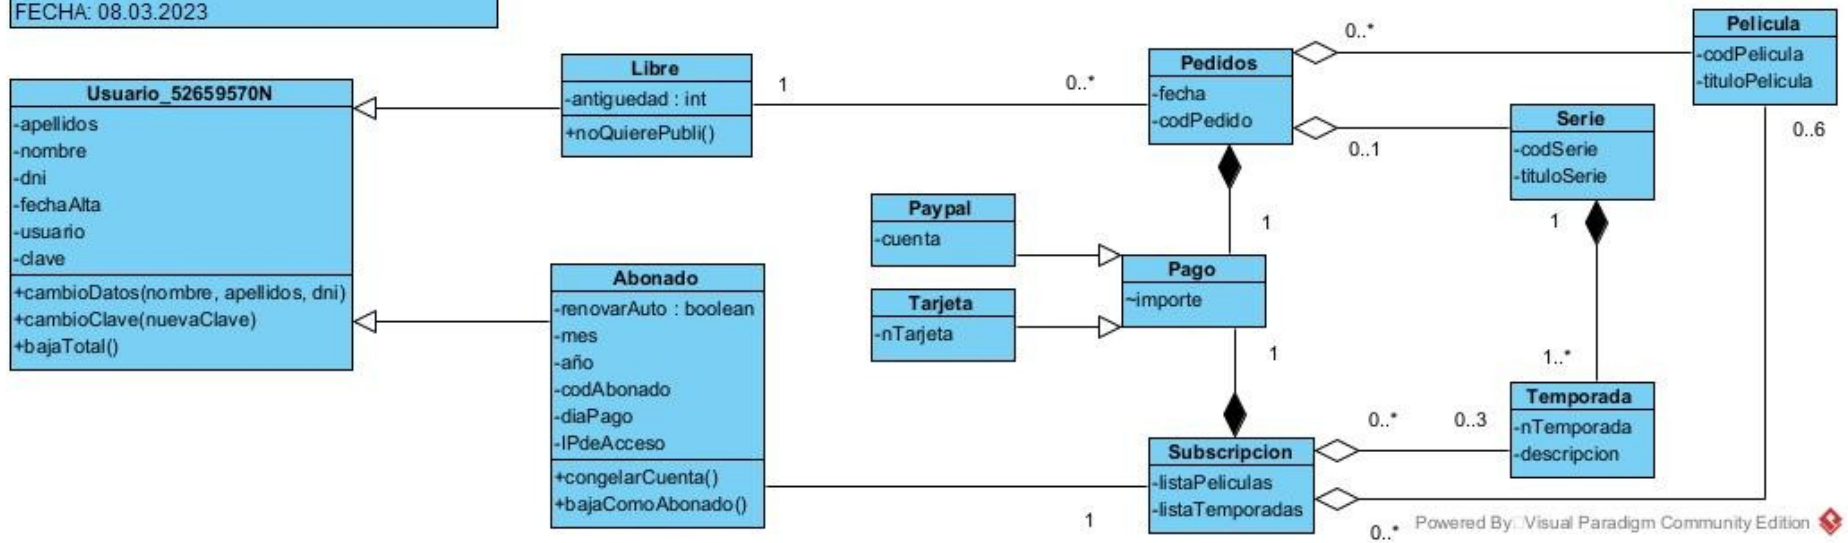 FECHA: 08.03.2023
Usuario_52659570N
-apellidos
-nombre
-dni
-fechaAlta
-usuario
-clave
+cambioDatos(nombre, apellidos, dni)
+cambioClave(nuevaClave)
+bajaTotal()
Libre
-antiguedad : int
+noQuierePubli()
1
0..*
Abonado
-renovarAuto : boolean
-mes
-año
-codAbonado
-diaPago
-IPdeAcceso
+congelarCuenta()
+bajaComoAbonado()
1
Paypal
-cuenta
Tarjeta
-nTarjeta
Pedidos
-fecha
-codPedido
0..*
0..1
1
Pago
~importe
1
Subscripcion
-listaPeliculas
-listaTemporadas
0..*
0..3
0..*
Pelicula
-codPelicula
-tituloPelicula
0..6
Serie
-codSerie
-tituloSerie
1
1..*
Temporada
-nTemporada
-descripcion
Powered By Visual Paradigm Community Edition